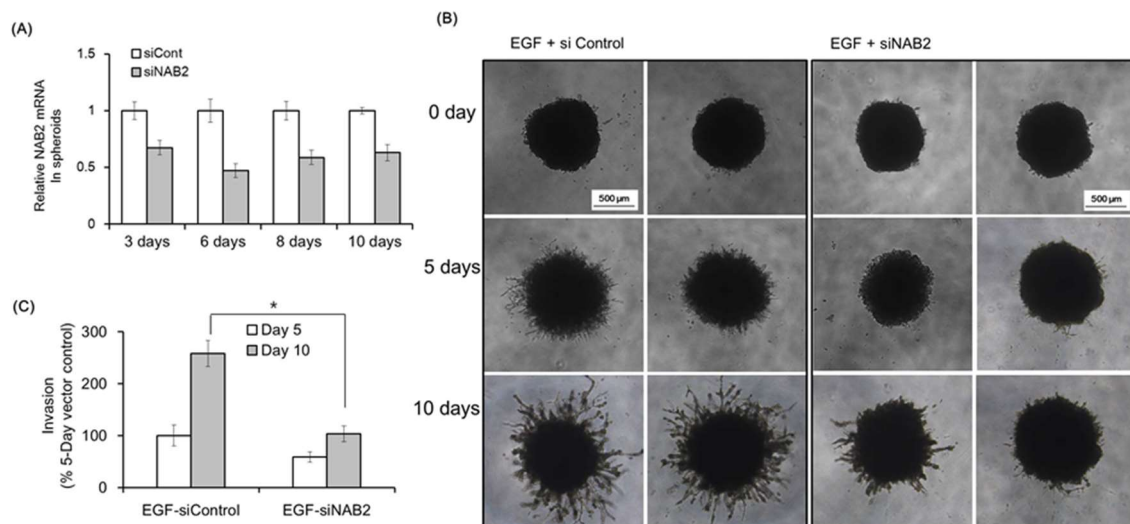 (A)
1.5
siCont
siNAB2
1
0.5
0
Relative NAB2 mRNA
In spheroids
3 days
6 days
8 days
10 days
(B)
EGF + si Control
EGF + siNAB2
0 day
500 µm
500 µm
5 days
10 days
(C)
*
300
Day 5
Day 10
200
100
0
Invasion
(% 5-Day vector control)
EGF-siControl
EGF-siNAB2